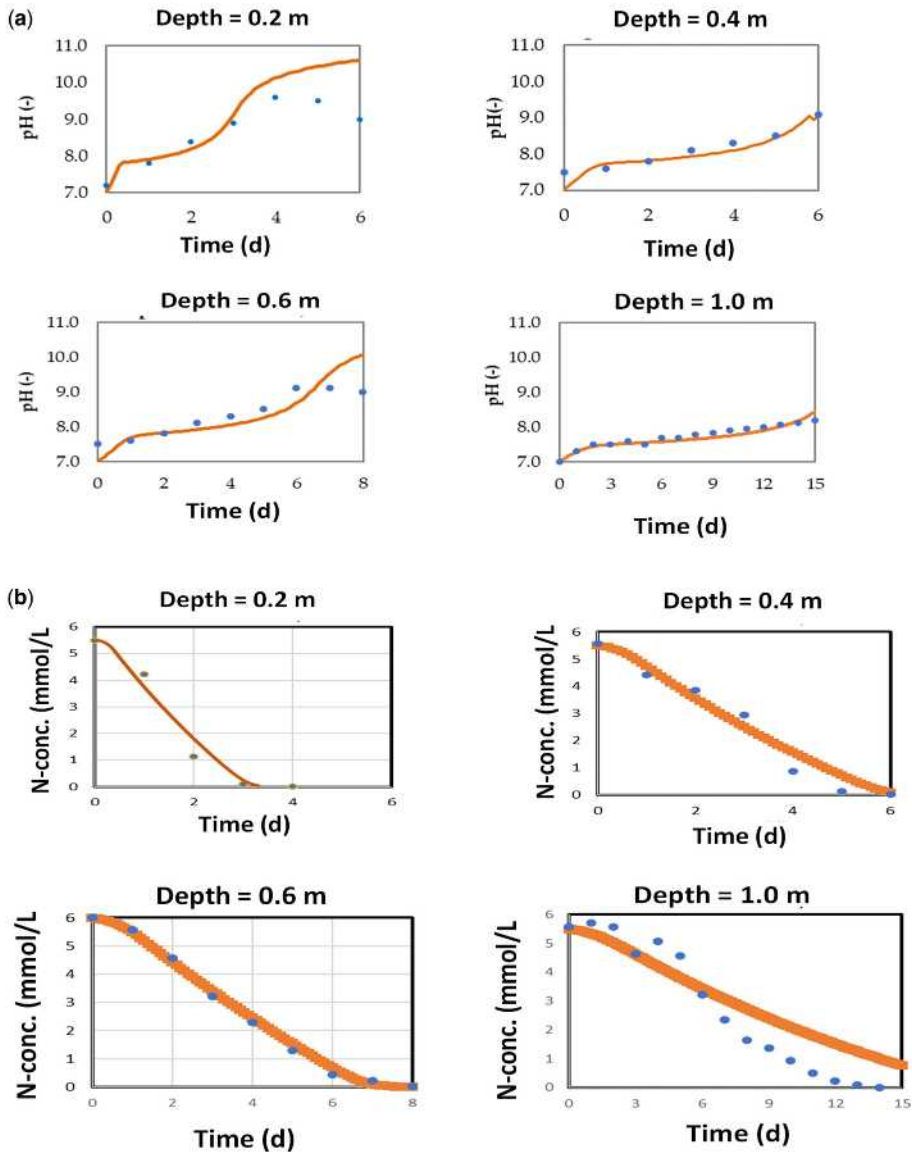 (a)
Depth = 0.2 m
11.0
10.0
9.0
8.0
7.0
pH (-)
0 2 4 6
Time (d)
Depth = 0.4 m
11.0
10.0
9.0
8.0
7.0
pH(-)
0 2 4 6
Time (d)
Depth = 0.6 m
11.0
10.0
9.0
8.0
7.0
pH (-)
0 2 4 6 8
Time (d)
Depth = 1.0 m
11.0
10.0
9.0
8.0
7.0
pH (-)
0 3 6 9 12 15
Time (d)
(b)
Depth = 0.2 m
6
5
4
3
2
1
0
N-conc. (mmol/L)
0 2 4 6
Time (d)
Depth = 0.4 m
6
5
4
3
2
1
0
N-conc. (mmol/L)
0 2 4 6
Time (d)
Depth = 0.6 m
6
5
4
3
2
1
0
N-conc. (mmol/L)
0 2 4 6 8
Time (d)
Depth = 1.0 m
6
5
4
3
2
1
0
N-conc. (mmol/L)
0 3 6 9 12 15
Time (d)